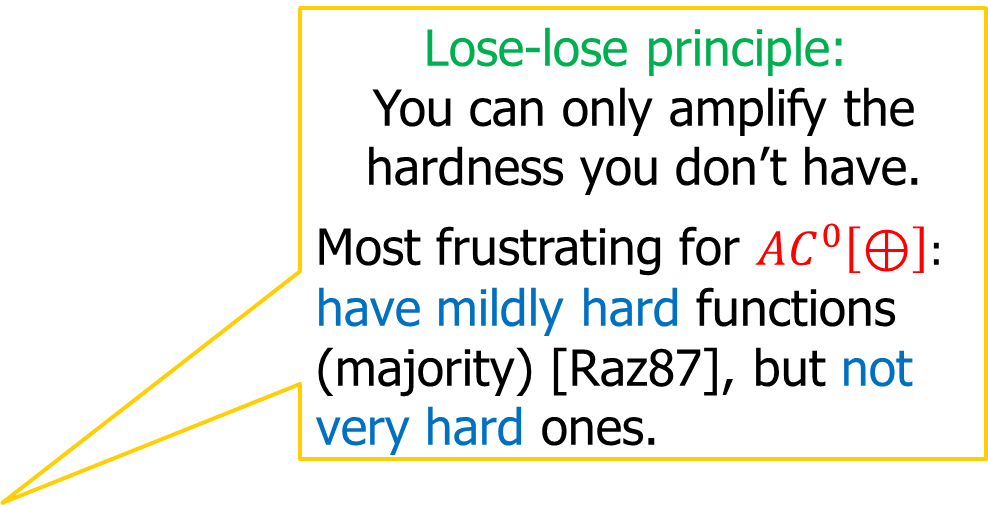 Lose-lose principle:
You can only amplify the
hardness you don’t have.
Most frustrating for 𝐴𝐶⁰[⊕]:
have mildly hard functions
(majority) [Raz87], but not
very hard ones.